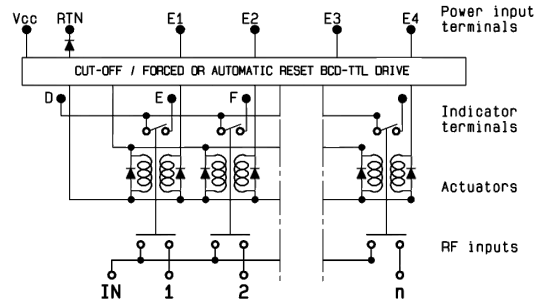 Vcc RTN E1 E2 E3 E4 Power input
terminals
CUT-OFF / FORCED OR AUTOMATIC RESET BCD-TTL DRIVE
D E F
Indicator
terminals
Actuators
RF inputs
IN 1 2 n